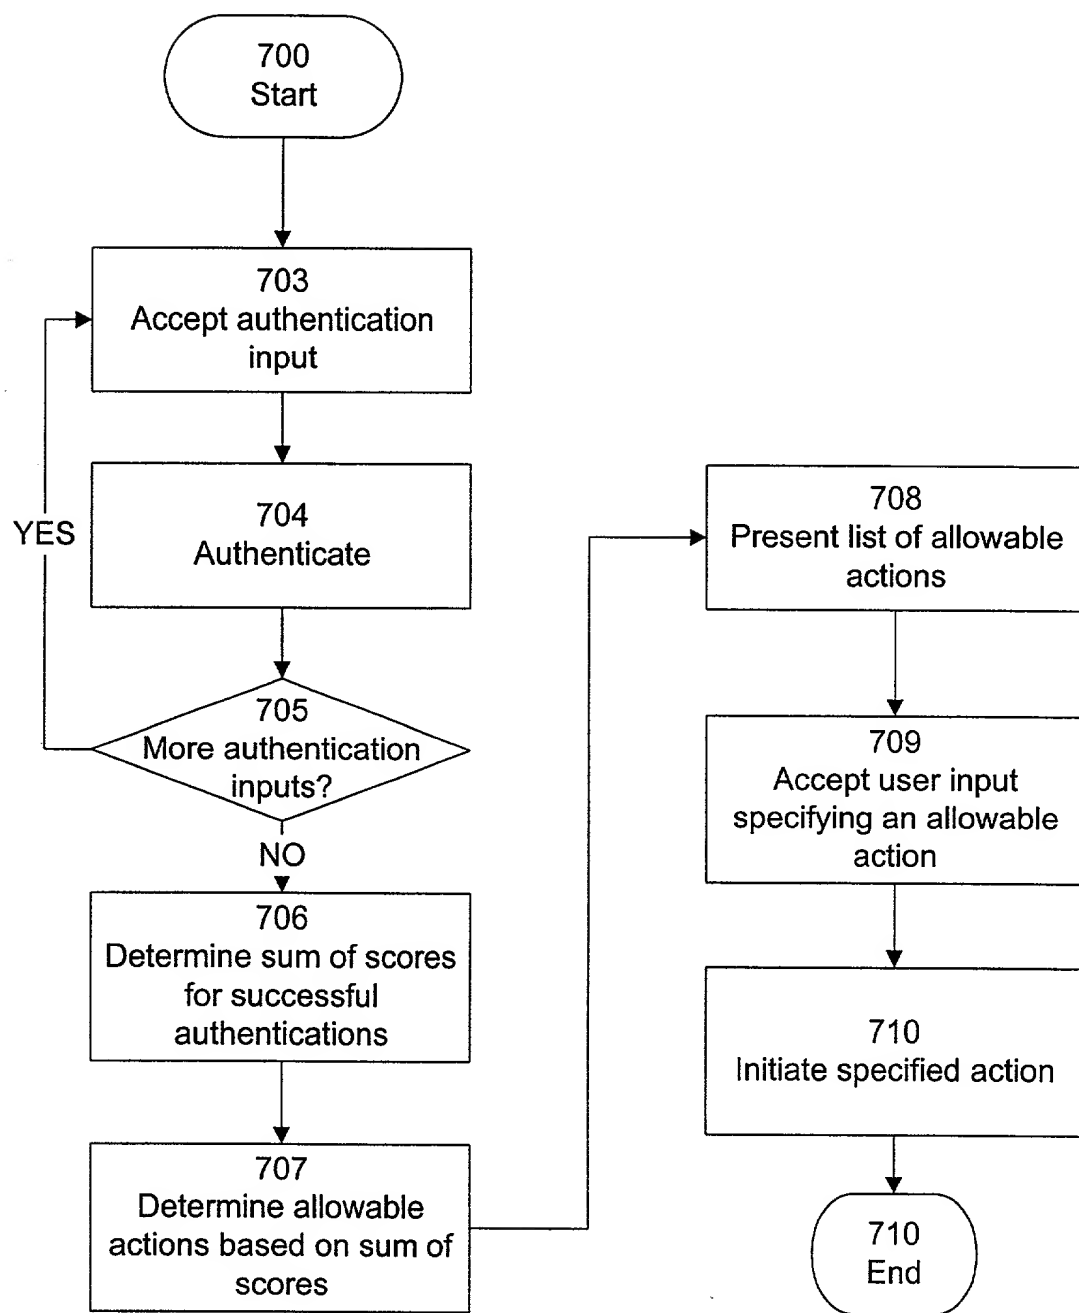 700
Start
703
Accept authentication
input
704
Authenticate
YES
705
More authentication
inputs?
NO
706
Determine sum of scores
for successful
authentications
707
Determine allowable
actions based on sum of
scores
708
Present list of allowable
actions
709
Accept user input
specifying an allowable
action
710
Initiate specified action
710
End